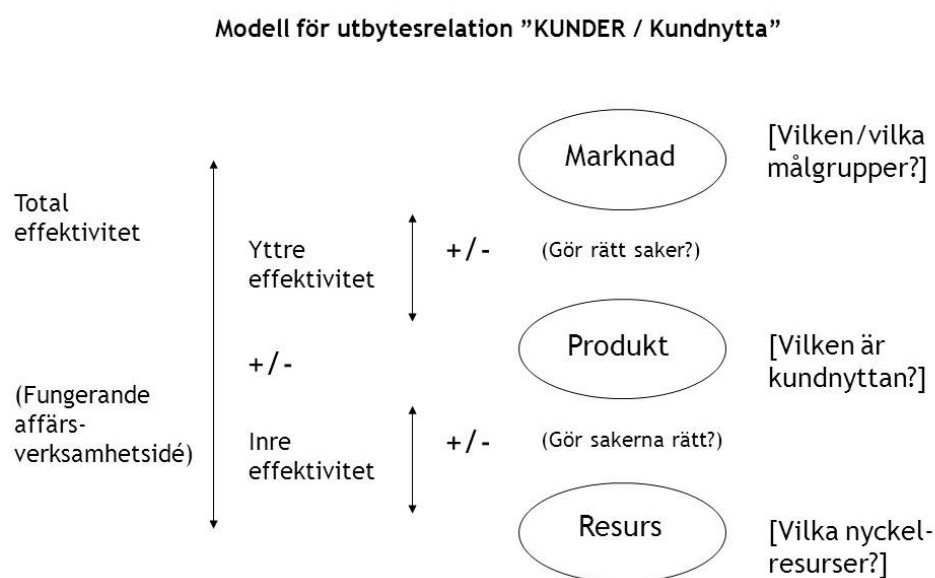 Modell för utbytesrelation ”KUNDER / Kundnytta”
Marknad
[Vilken/vilka
målgrupper?]
Total
effektivitet
Yttre
effektivitet
+/-
(Gör rätt saker?)
Produkt
[Vilken är
kundnyttan?]
+/-
(Fungerande
affärs-
verksamhetsidé)
Inre
effektivitet
+/-
(Gör sakerna rätt?)
Resurs
[Vilka nyckel-
resurser?]